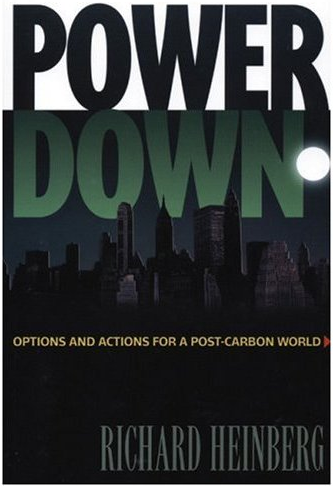 POWER
DOWN
OPTIONS AND ACTIONS FOR A POST-CARBON WORLD
RICHARD HEINBERG